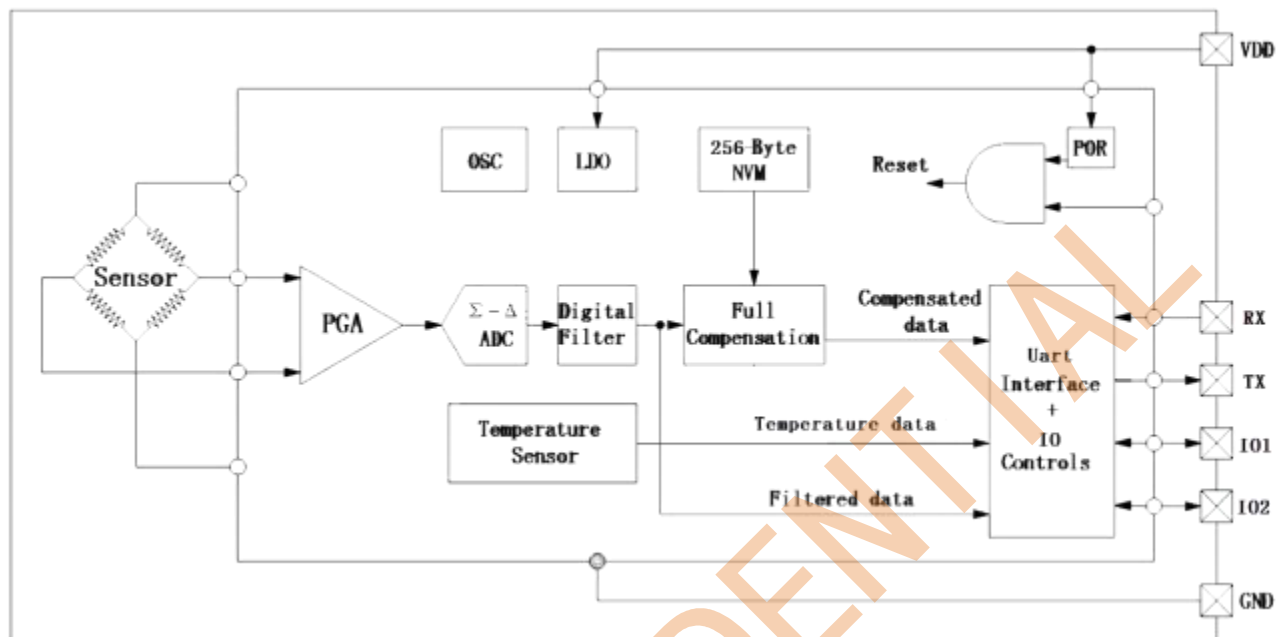 VDD
OSC
LDO
256-Byte
NVM
Reset
POR
Sensor
PGA
Σ-Δ
ADC
Digital
Filter
Full
Compensation
Compensated
data
Uart
Interface
+
IO
Controls
RX
TX
IO1
IO2
Temperature
Sensor
Temperature data
Filtered data
GND
DENTIAL